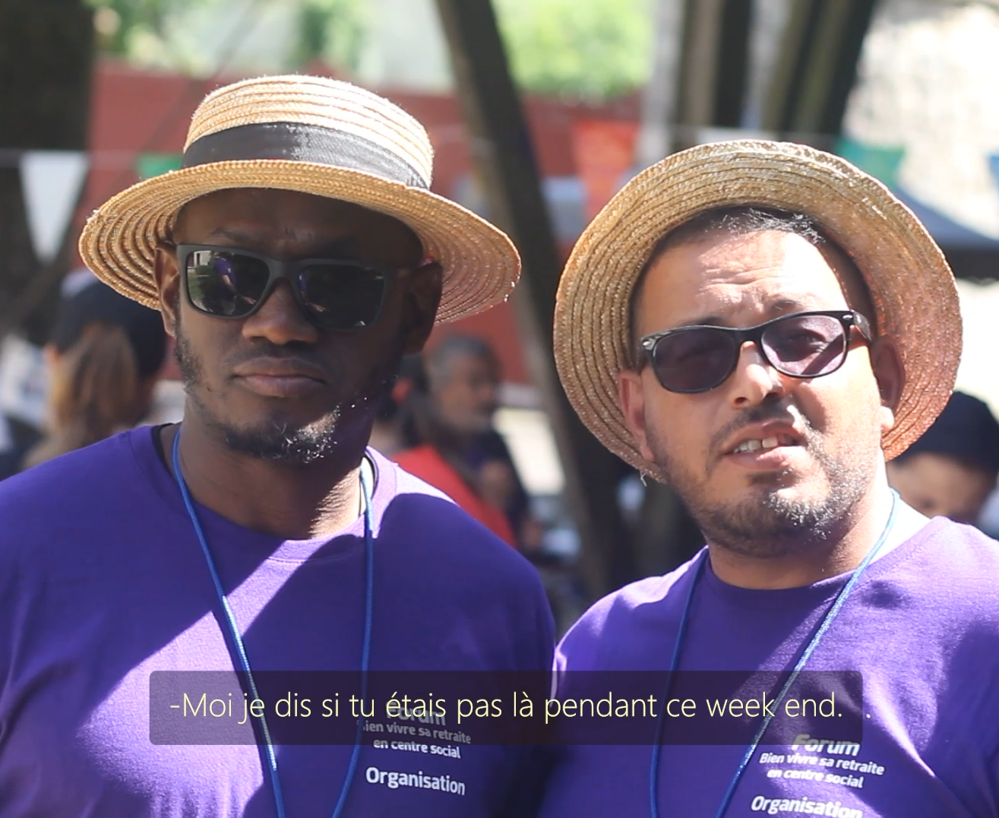 -Moi je dis si tu étais pas là pendant ce week end.
Forum
Bien vivre sa retraite
en centre social
Organisation
Forum
Bien vivre sa retraite
en centre social
Organisation